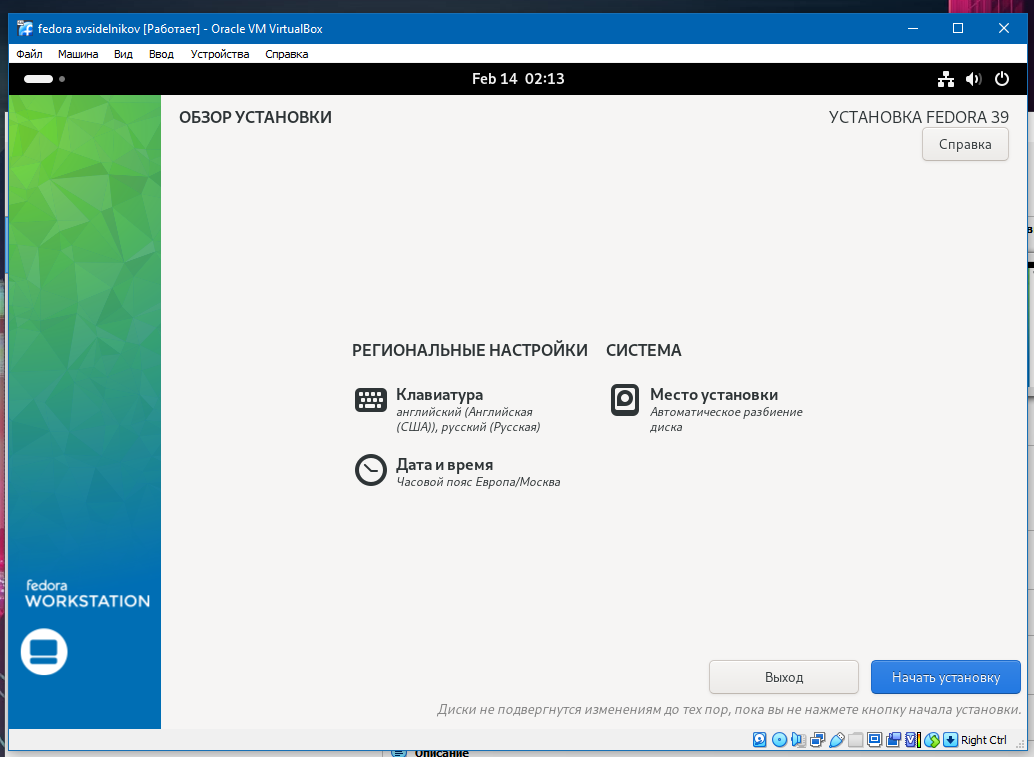 fedora avsidelnikov [Работает] - Oracle VM VirtualBox
Файл Машина Вид Ввод Устройства Справка
Feb 14 02:13
ОБЗОР УСТАНОВКИ
УСТАНОВКА FEDORA 39
Справка
РЕГИОНАЛЬНЫЕ НАСТРОЙКИ
СИСТЕМА
Клавиатура
английский (Английская
(США)), русский (Русская)
Место установки
Автоматическое разбиение
диска
Дата и время
Часовой пояс Европа/Москва
fedora
WORKSTATION
Выход
Начать установку
Диски не подвергнутся изменениям до тех пор, пока вы не нажмете кнопку начала установки.
Right Ctrl
Описание